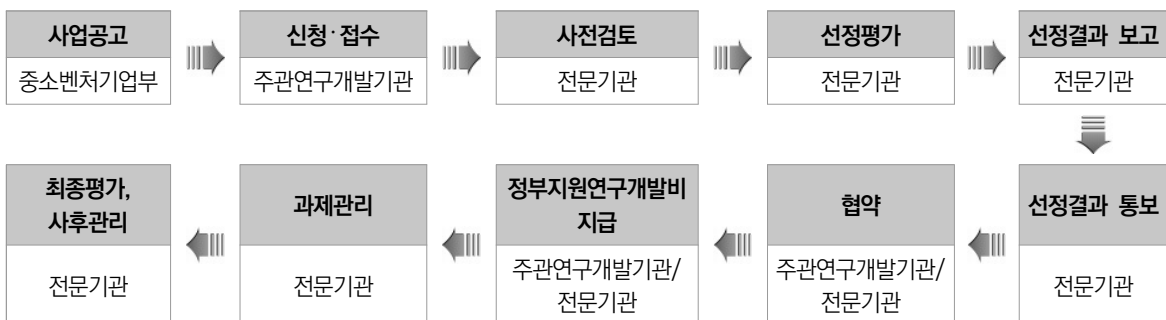 사업공고
중소벤처기업부
신청·접수
주관연구개발기관
사전검토
전문기관
선정평가
전문기관
선정결과 보고
전문기관
선정결과 통보
전문기관
협약
주관연구개발기관/
전문기관
정부지원연구개발비
지급
주관연구개발기관/
전문기관
과제관리
전문기관
최종평가,
사후관리
전문기관